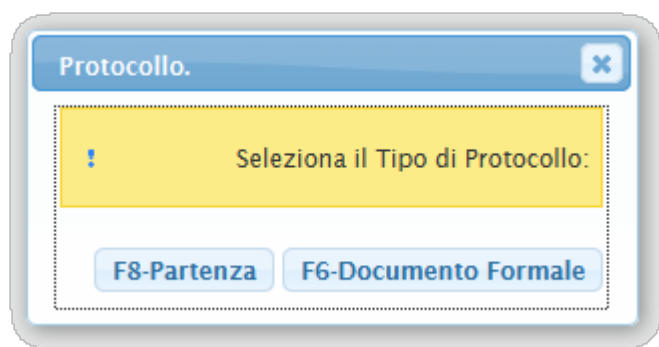 Protocollo.
Seleziona il Tipo di Protocollo:
F8-Partenza F6-Documento Formale